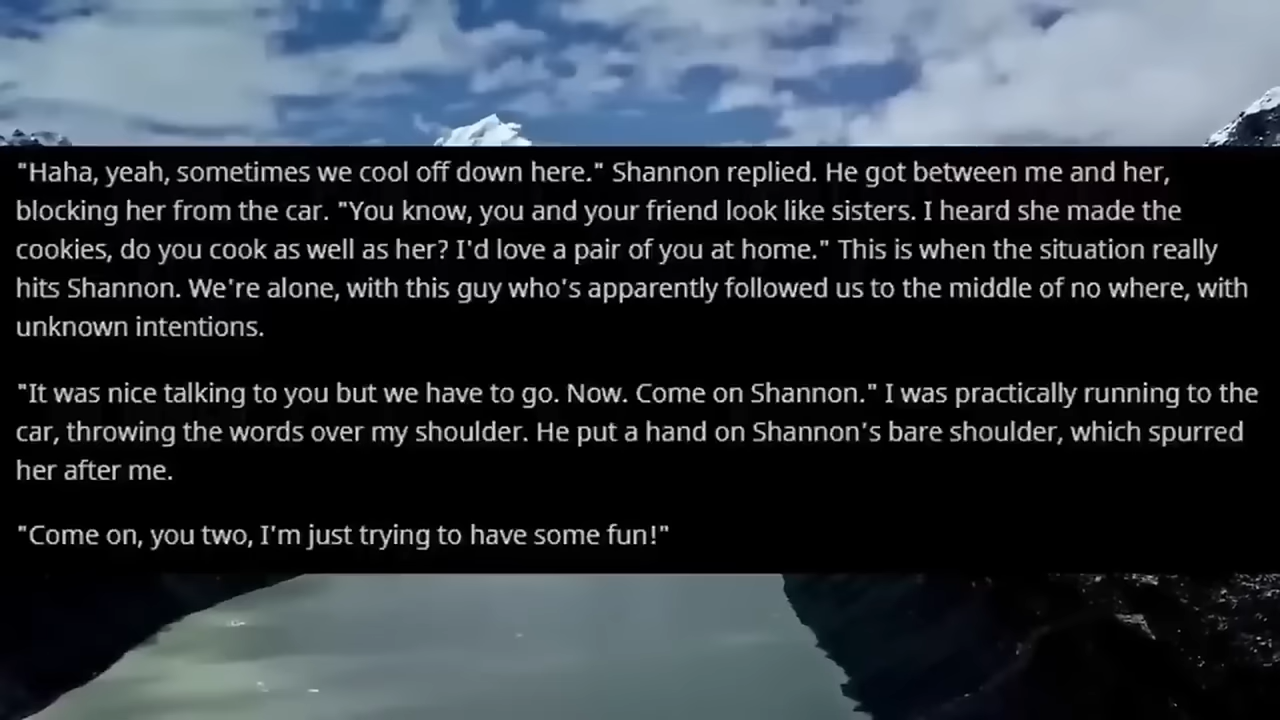 "Haha, yeah, sometimes we cool off down here." Shannon replied. He got between me and her,
blocking her from the car. "You know, you and your friend look like sisters. I heard she made the
cookies, do you cook as well as her? I'd love a pair of you at home." This is when the situation really
hits Shannon. We're alone, with this guy who's apparently followed us to the middle of no where, with
unknown intentions.
"It was nice talking to you but we have to go. Now. Come on Shannon." I was practically running to the
car, throwing the words over my shoulder. He put a hand on Shannon's bare shoulder, which spurred
her after me.
"Come on, you two, I'm just trying to have some fun!"